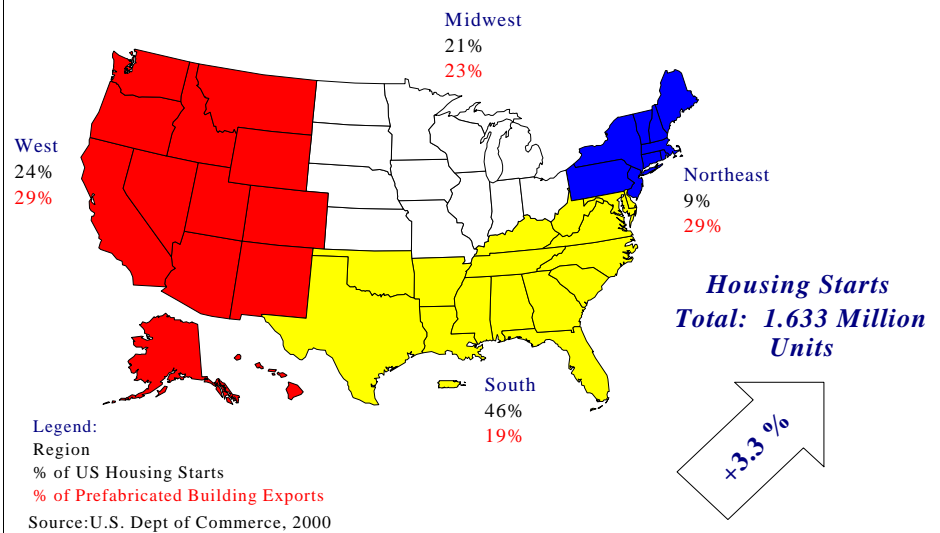 Midwest
21%
23%
West
24%
29%
Northeast
9%
29%
Housing Starts
Total: 1.633 Million
Units
South
46%
19%
+3.3 %
Legend:
Region
% of US Housing Starts
% of Prefabricated Building Exports
Source:U.S. Dept of Commerce, 2000